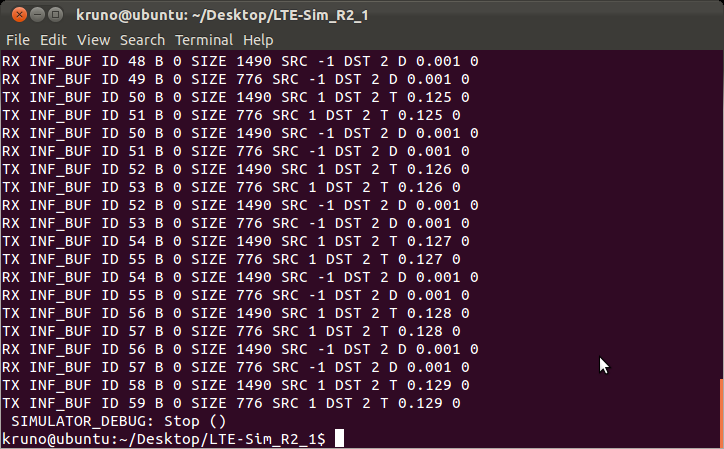 kruno@ubuntu: ~/Desktop/LTE-Sim_R2_1
File Edit View Search Terminal Help
RX INF_BUF ID 48 B 0 SIZE 1490 SRC -1 DST 2 D 0.001 0
RX INF_BUF ID 49 B 0 SIZE 776 SRC -1 DST 2 D 0.001 0
TX INF_BUF ID 50 B 0 SIZE 1490 SRC 1 DST 2 T 0.125 0
TX INF_BUF ID 51 B 0 SIZE 776 SRC 1 DST 2 T 0.125 0
RX INF_BUF ID 50 B 0 SIZE 1490 SRC -1 DST 2 D 0.001 0
RX INF_BUF ID 51 B 0 SIZE 776 SRC -1 DST 2 D 0.001 0
TX INF_BUF ID 52 B 0 SIZE 1490 SRC 1 DST 2 T 0.126 0
TX INF_BUF ID 53 B 0 SIZE 776 SRC 1 DST 2 T 0.126 0
RX INF_BUF ID 52 B 0 SIZE 1490 SRC -1 DST 2 D 0.001 0
RX INF_BUF ID 53 B 0 SIZE 776 SRC -1 DST 2 D 0.001 0
TX INF_BUF ID 54 B 0 SIZE 1490 SRC 1 DST 2 T 0.127 0
TX INF_BUF ID 55 B 0 SIZE 776 SRC 1 DST 2 T 0.127 0
RX INF_BUF ID 54 B 0 SIZE 1490 SRC -1 DST 2 D 0.001 0
RX INF_BUF ID 55 B 0 SIZE 776 SRC -1 DST 2 D 0.001 0
TX INF_BUF ID 56 B 0 SIZE 1490 SRC 1 DST 2 T 0.128 0
TX INF_BUF ID 57 B 0 SIZE 776 SRC 1 DST 2 T 0.128 0
RX INF_BUF ID 56 B 0 SIZE 1490 SRC -1 DST 2 D 0.001 0
RX INF_BUF ID 57 B 0 SIZE 776 SRC -1 DST 2 D 0.001 0
TX INF_BUF ID 58 B 0 SIZE 1490 SRC 1 DST 2 T 0.129 0
TX INF_BUF ID 59 B 0 SIZE 776 SRC 1 DST 2 T 0.129 0
SIMULATOR_DEBUG: Stop ()
kruno@ubuntu:~/Desktop/LTE-Sim_R2_1$